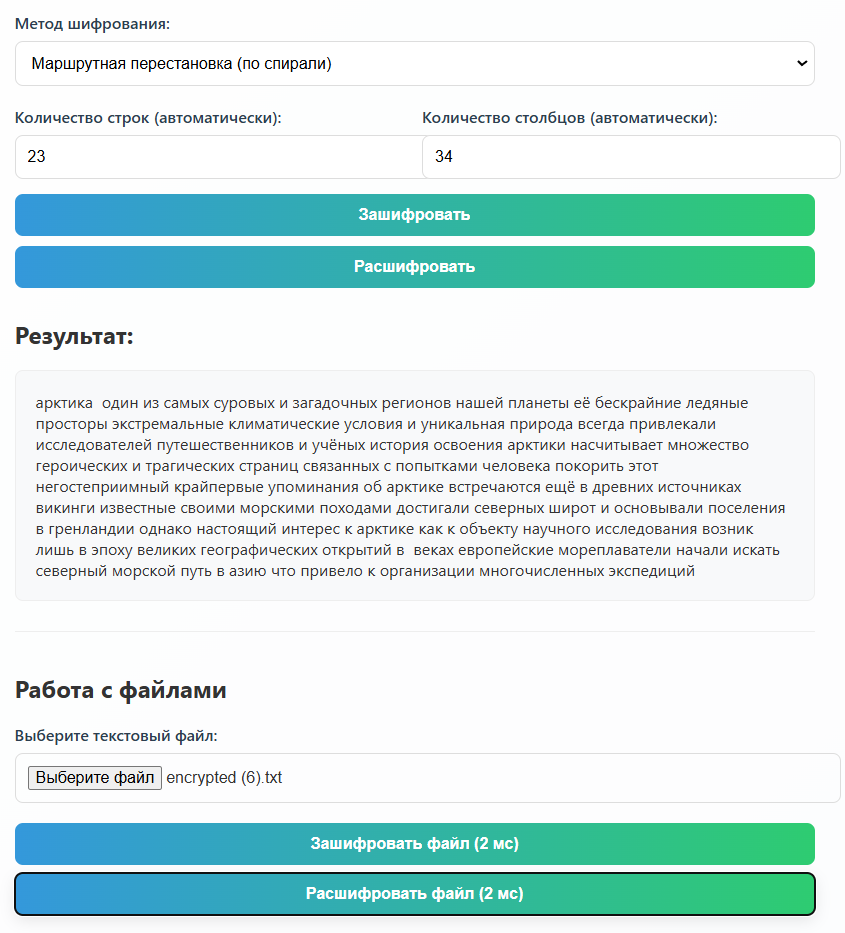 Метод шифрования:
Маршрутная перестановка (по спирали)
Количество строк (автоматически): Количество столбцов (автоматически):
23 34
Зашифровать
Расшифровать
Результат:
арктика  один из самых суровых и загадочных регионов нашей планеты её бескрайние ледяные
просторы экстремальные климатические условия и уникальная природа всегда привлекали
исследователей путешественников и учёных история освоения арктики насчитывает множество
героических и трагических страниц связанных с попытками человека покорить этот
негостеприимный крайпервые упоминания об арктике встречаются ещё в древних источниках
викинги известные своими морскими походами достигали северных широт и основывали поселения
в гренландии однако настоящий интерес к арктике как к объекту научного исследования возник
лишь в эпоху великих географических открытий в  веках европейские мореплаватели начали искать
северный морской путь в азию что привело к организации многочисленных экспедиций
Работа с файлами
Выберите текстовый файл:
Выберите файл encrypted (6).txt
Зашифровать файл (2 мс)
Расшифровать файл (2 мс)